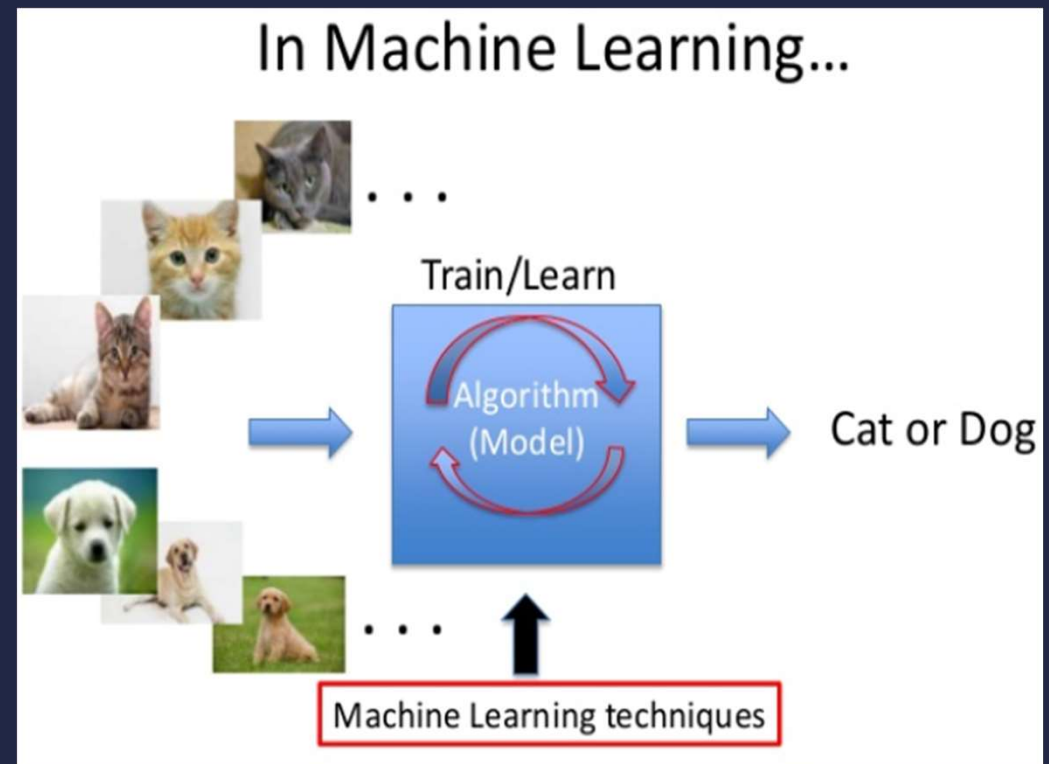 In Machine Learning...
. . .
Train/Learn
Algorithm
(Model)
Cat or Dog
. . .
Machine Learning techniques